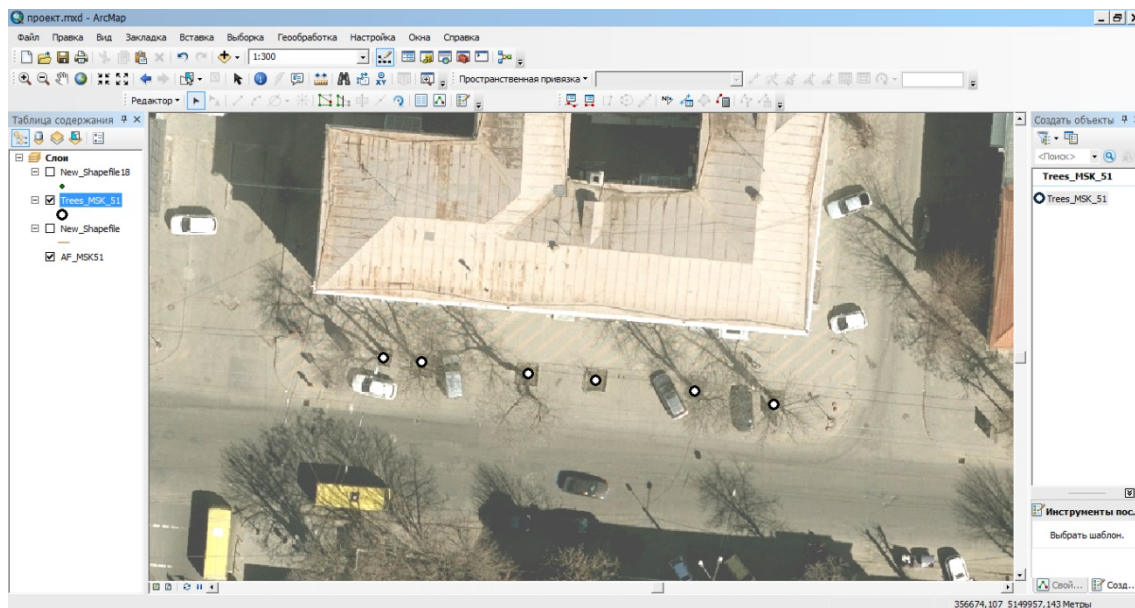 проект.mxd - ArcMap
Файл Правка Вид Закладка Вставка Выборка Геообработка Настройка Окна Справка
1:300
Пространственная привязка
Редактор
Таблица содержания
Создать объекты
Слои
<Поиск>
New_Shapefile18
Trees_MSK_51
Trees_MSK_51
Trees_MSK_51
New_Shapefile
AF_MSK51
Инструменты пос..
Выбрать шаблон.
Свой... Созд...
356674,107 5149957,143 Метры